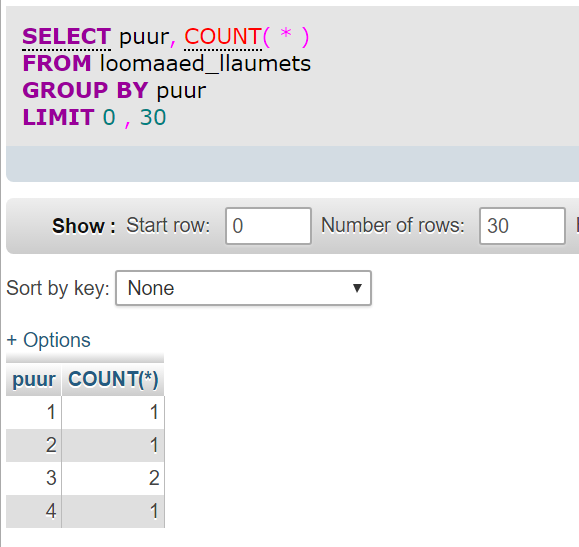 SELECT puur, COUNT( * )
FROM loomaaed_llaumets
GROUP BY puur
LIMIT 0 , 30
Show : Start row: 0 Number of rows: 30
Sort by key: None
+ Options
puur COUNT(*)
1 1
2 1
3 2
4 1